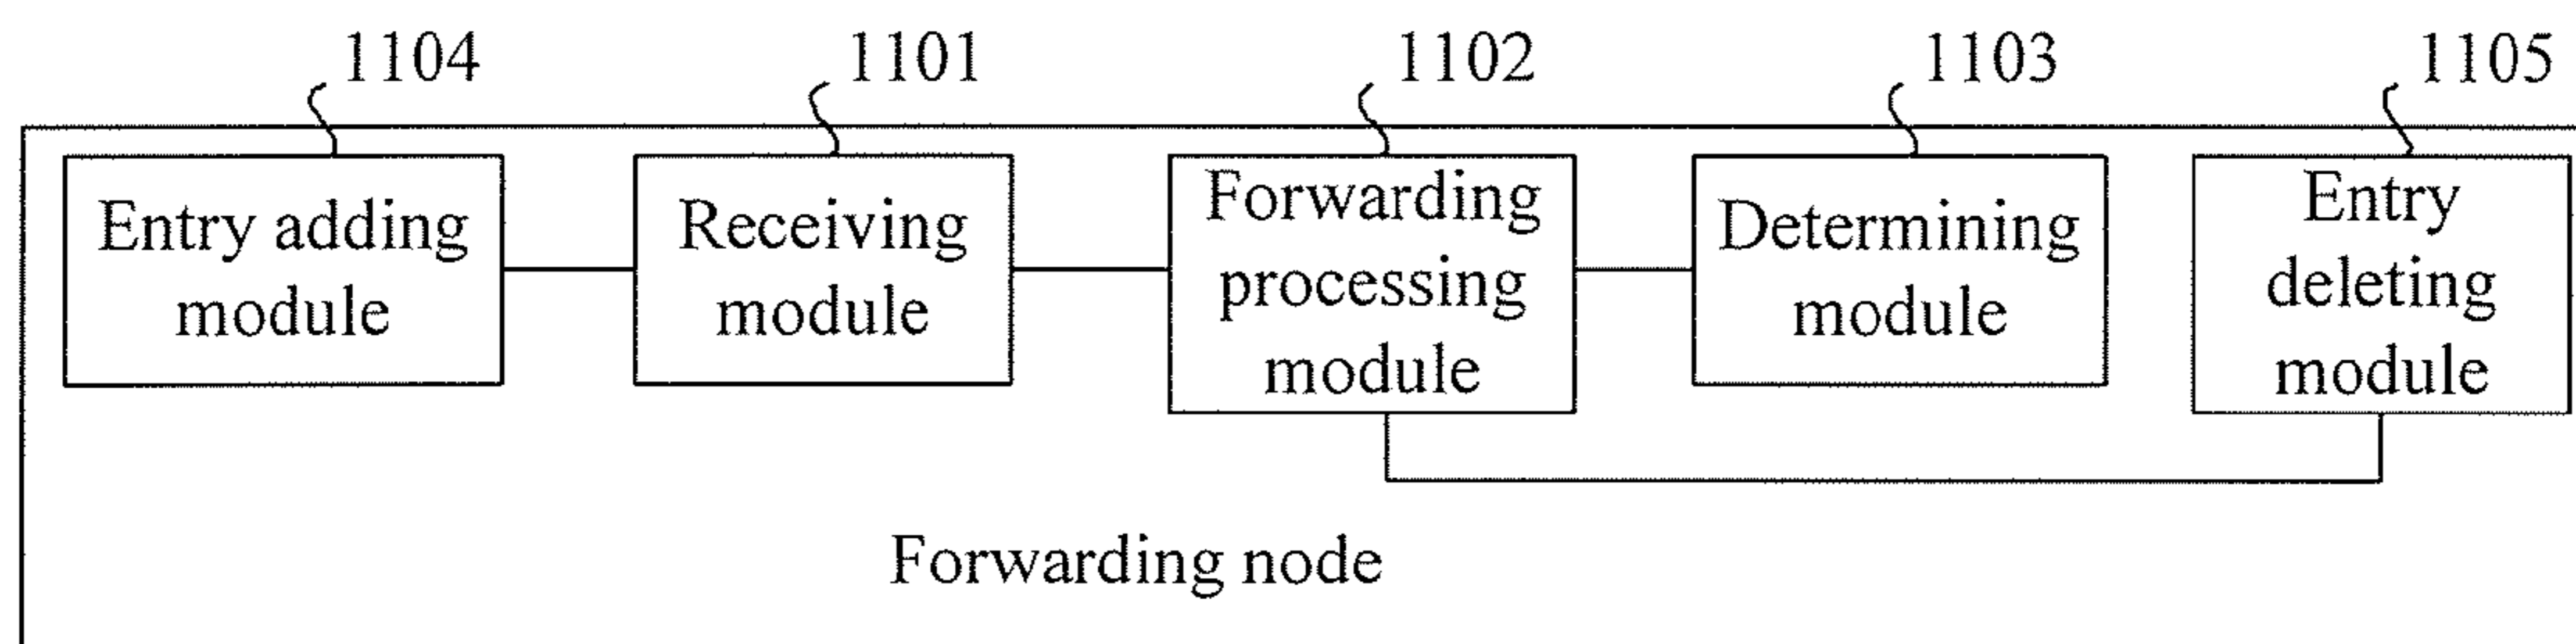 1104
1101
1102
1103
1105
Entry adding
module
Receiving
module
Forwarding
processing
module
Determining
module
Entry
deleting
module
Forwarding node